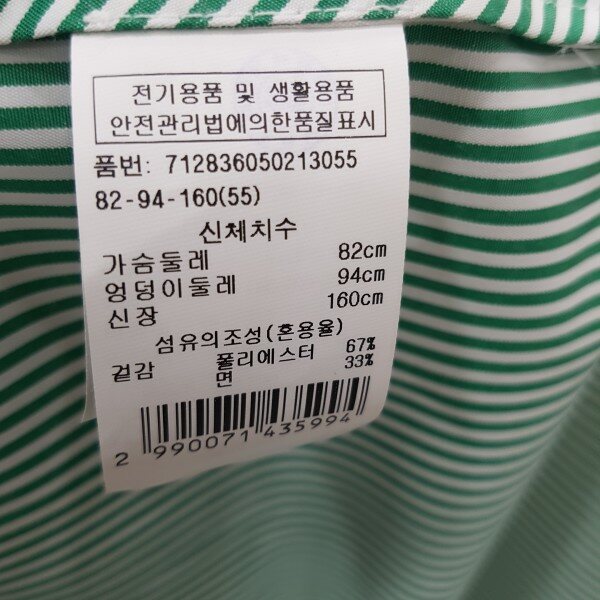 전기용품 및 생활용품
안전관리법에의한품질표시
품번: 712836050213055
82-94-160(55)
신체치수
가슴둘레 82cm
엉덩이둘레 94cm
신장 160cm
섬유의조성(혼용율)
겉감 폴리에스터 67%
면 33%
2 990071 435994